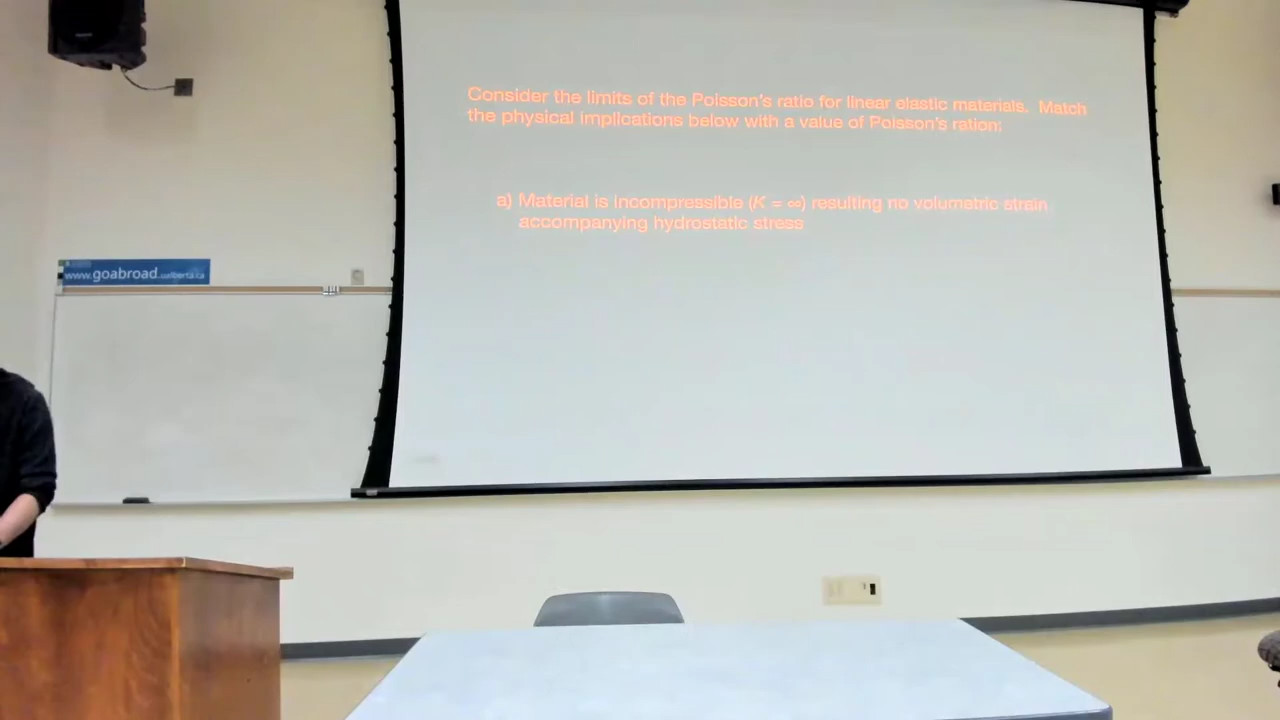 Consider the limits of the Poisson's ratio for linear elastic materials. Match
the physical implications below with a value of Poisson's ration:
a) Material is incompressible (K = ∞) resulting no volumetric strain
accompanying hydrostatic stress
www.goabroad.ualberta.ca